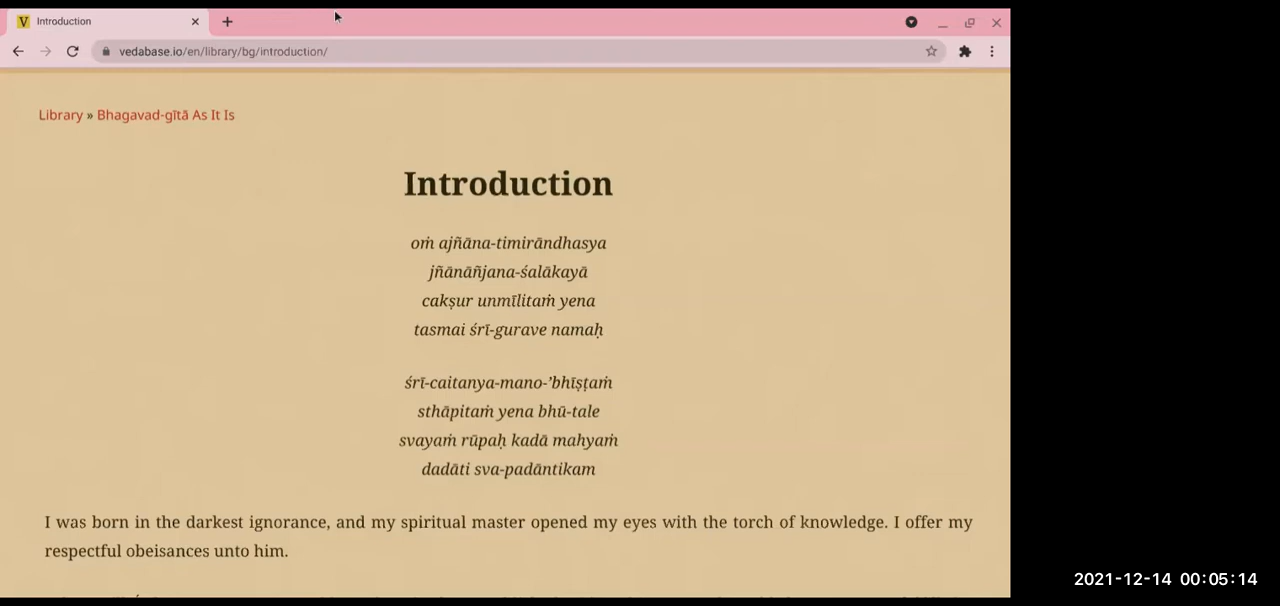 Introduction
vedabase.io/en/library/bg/introduction/
Library » Bhagavad-gītā As It Is
Introduction
oṁ ajñāna-timirāndhasya
jñānāñjana-śalākayā
cakṣur unmīlitaṁ yena
tasmai śrī-gurave namaḥ
śrī-caitanya-mano-’bhīṣṭaṁ
sthāpitaṁ yena bhū-tale
svayaṁ rūpaḥ kadā mahyaṁ
dadāti sva-padāntikam
I was born in the darkest ignorance, and my spiritual master opened my eyes with the torch of knowledge. I offer my
respectful obeisances unto him.
2021-12-14 00:05:14